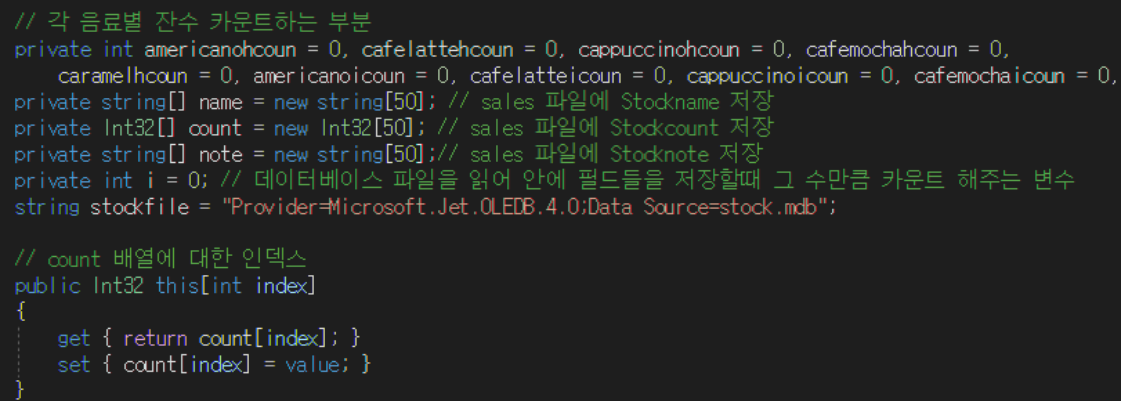 // 각 음료별 잔수 카운트하는 부분
private int americanohcoun = 0, cafelattehcoun = 0, cappuccinohcoun = 0, cafemochahcoun = 0,
caramelhcoun = 0, americanoicoun = 0, cafelatteicoun = 0, cappuccinoicoun = 0, cafemochaicoun = 0,
private string[] name = new string[50]; // sales 파일에 Stockname 저장
private Int32[] count = new Int32[50]; // sales 파일에 Stockcount 저장
private string[] note = new string[50];// sales 파일에 Stocknote 저장
private int i = 0; // 데이터베이스 파일을 읽어 안에 필드들을 저장할때 그 수만큼 카운트 해주는 변수
string stockfile = "Provider=Microsoft.Jet.OLEDB.4.0;Data Source=stock.mdb";
// count 배열에 대한 인덱스
public Int32 this[int index]
{
get { return count[index]; }
set { count[index] = value; }
}